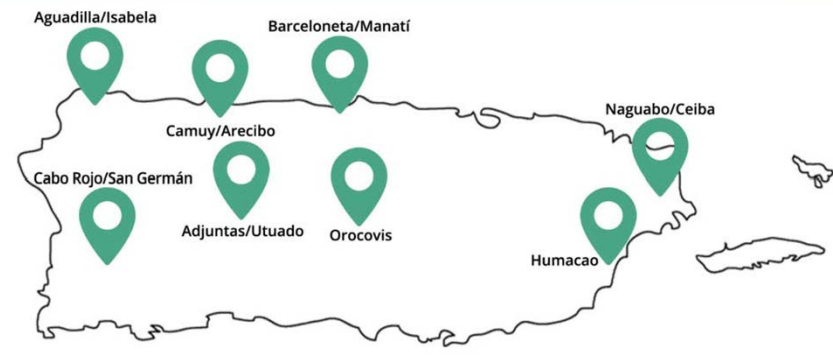 Aguadilla/Isabela
Barceloneta/Manatí
Camuy/Arecibo
Naguabo/Ceiba
Cabo Rojo/San Germán
Adjuntas/Utuado
Orocovis
Humacao